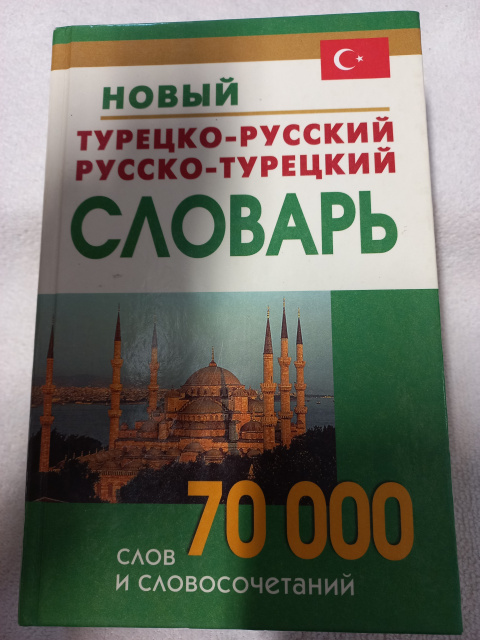 НОВЫЙ
ТУРЕЦКО-РУССКИЙ
РУССКО-ТУРЕЦКИЙ
СЛОВАРЬ
70 000
СЛОВ
И СЛОВОСОЧЕТАНИЙ